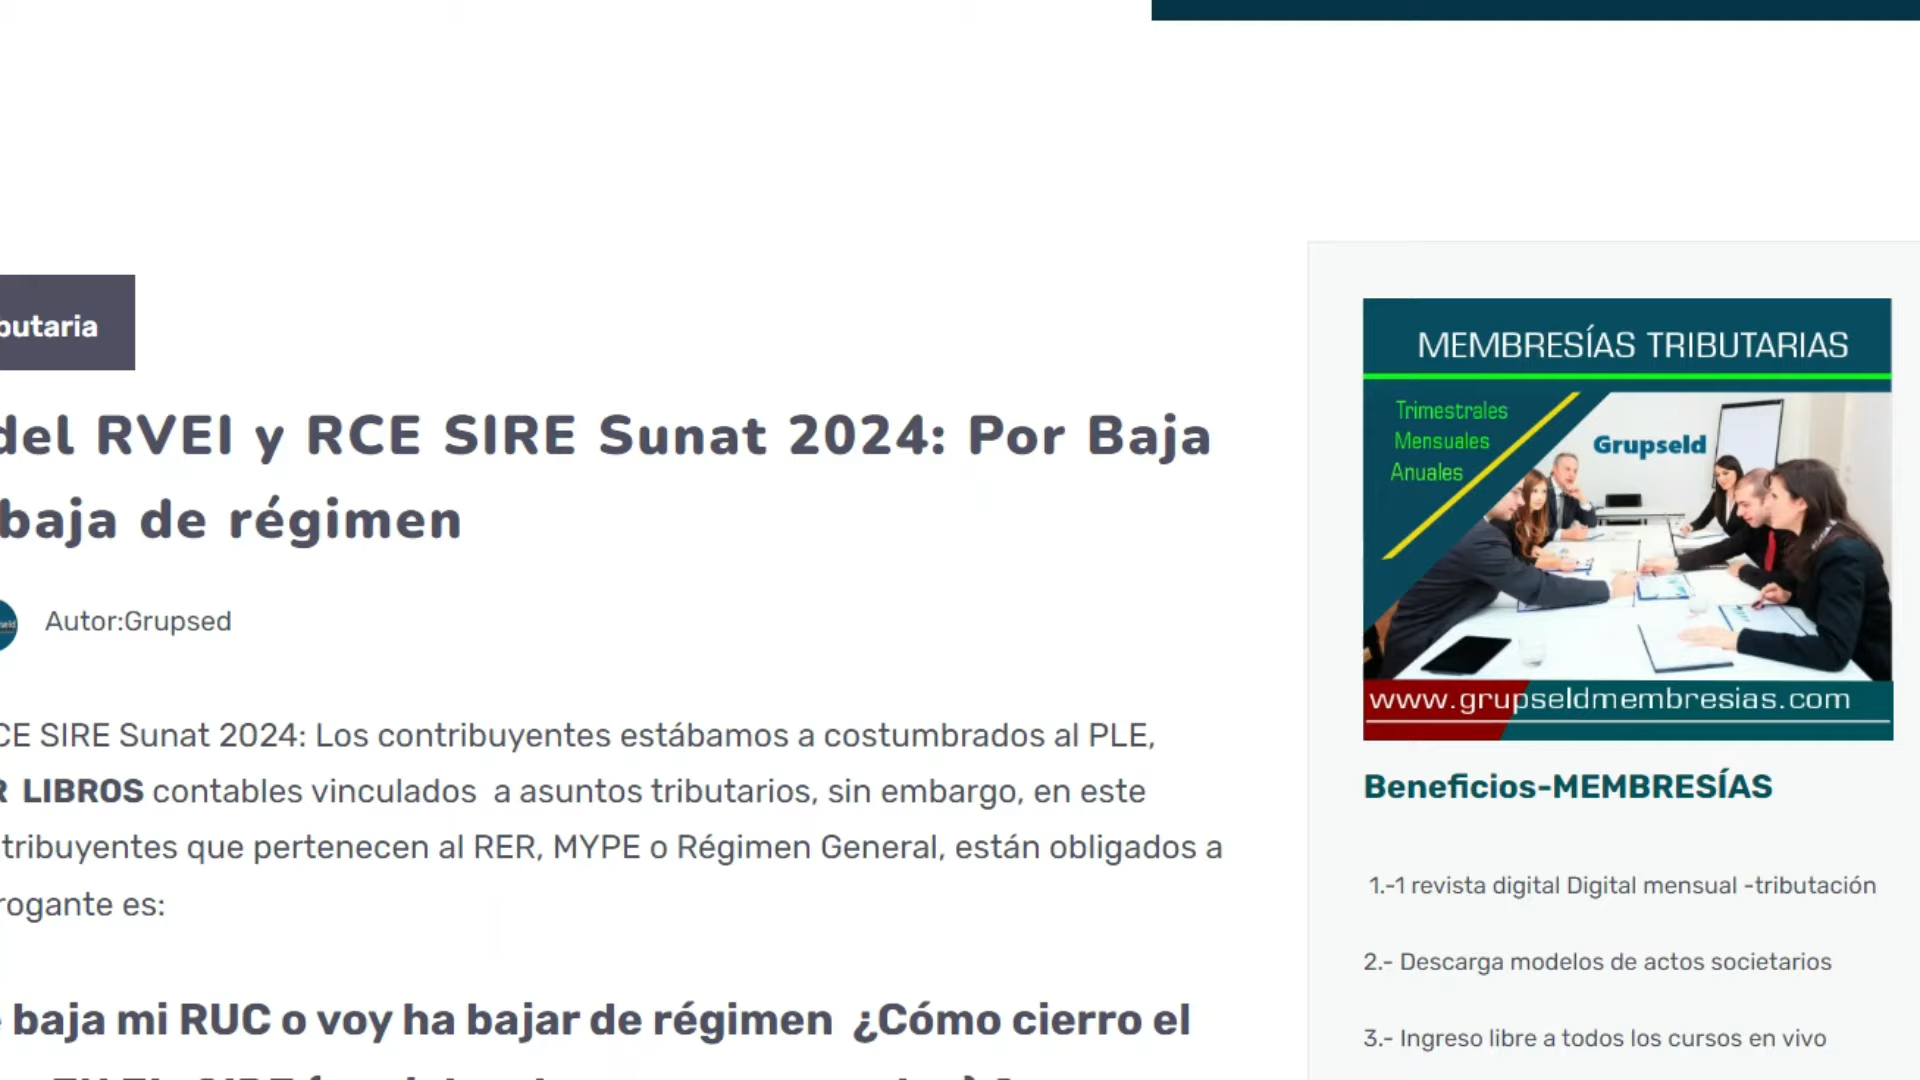 butaria
del RVEI y RCE SIRE Sunat 2024: Por Baja
baja de régimen
Autor:Grupsed
CE SIRE Sunat 2024: Los contribuyentes estábamos a costumbrados al PLE,
R LIBROS contables vinculados a asuntos tributarios, sin embargo, en este
tribuyentes que pertenecen al RER, MYPE o Régimen General, están obligados a
rogante es:
baja mi RUC o voy ha bajar de régimen ¿Cómo cierro el
MEMBRESÍAS TRIBUTARIAS
Trimestrales
Mensuales
Anuales
Grupseld
www.grupseldmembresias.com
Beneficios-MEMBRESÍAS
1.-1 revista digital Digital mensual -tributación
2.- Descarga modelos de actos societarios
3.- Ingreso libre a todos los cursos en vivo